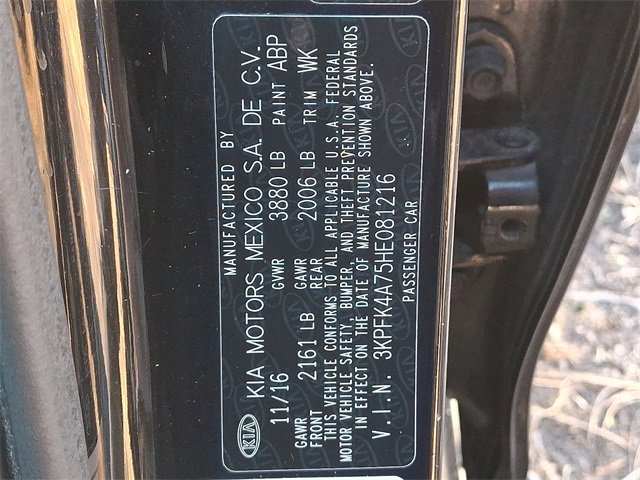 MANUFACTURED BY
KIA KIA MOTORS MEXICO S.A. DE C.V.
11/16 GVWR 3880 LB PAINT ABP
GAWR FRONT 2161 LB GAWR REAR 2006 LB TRIM WK
THIS VEHICLE CONFORMS TO ALL APPLICABLE U.S.A. FEDERAL
MOTOR VEHICLE SAFETY, BUMPER, AND THEFT PREVENTION STANDARDS
IN EFFECT ON THE DATE OF MANUFACTURE SHOWN ABOVE.
V.I.N. 3KPFK4A75HE081216
PASSENGER CAR